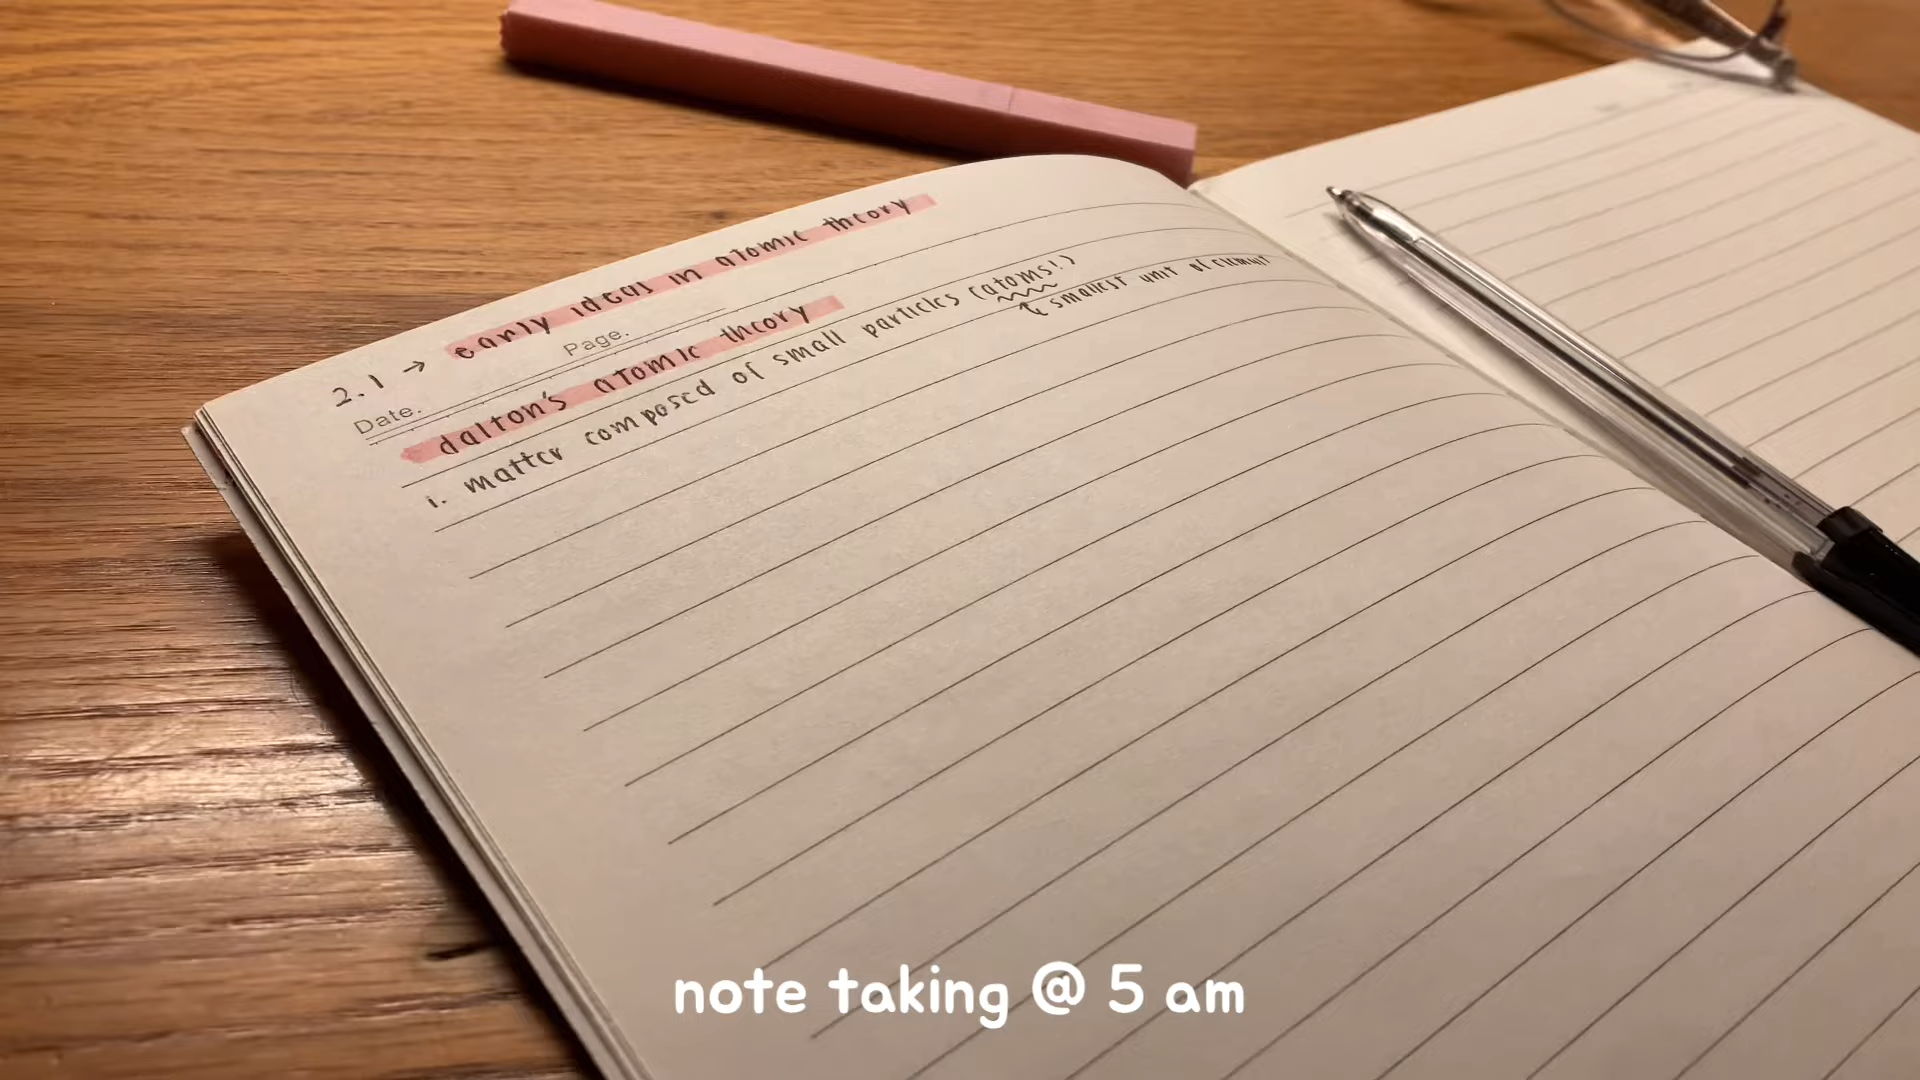 2.1 → early ideas in atomic theory
Date. Page.
dalton's atomic theory
1. matter composed of small particles (atoms!)
↳ smallest unit of element
note taking @ 5 am